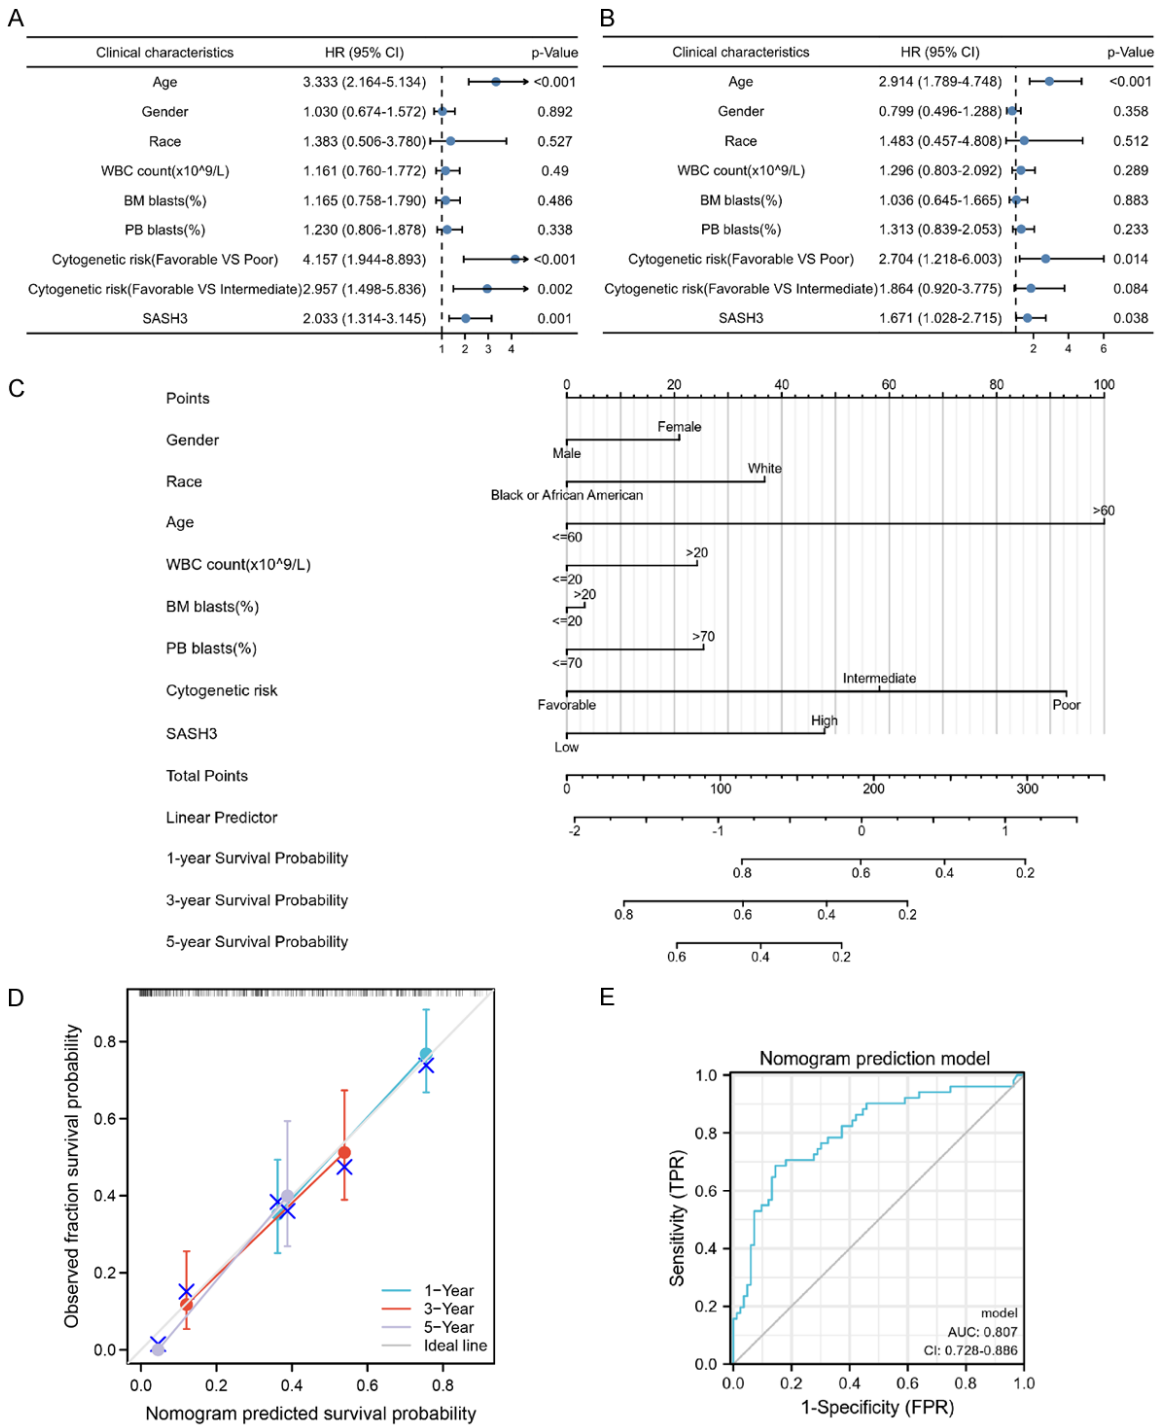 A
Clinical characteristics HR (95% CI) p-Value
Age 3.333 (2.164-5.134) <0.001
Gender 1.030 (0.674-1.572) 0.892
Race 1.383 (0.506-3.780) 0.527
WBC count(x10^9/L) 1.161 (0.760-1.772) 0.49
BM blasts(%) 1.165 (0.758-1.790) 0.486
PB blasts(%) 1.230 (0.806-1.878) 0.338
Cytogenetic risk(Favorable VS Poor) 4.157 (1.944-8.893) <0.001
Cytogenetic risk(Favorable VS Intermediate) 2.957 (1.498-5.836) 0.002
SASH3 2.033 (1.314-3.145) 0.001
1 2 3 4
B
Clinical characteristics HR (95% CI) p-Value
Age 2.914 (1.789-4.748) <0.001
Gender 0.799 (0.496-1.288) 0.358
Race 1.483 (0.457-4.808) 0.512
WBC count(x10^9/L) 1.296 (0.803-2.092) 0.289
BM blasts(%) 1.036 (0.645-1.665) 0.883
PB blasts(%) 1.313 (0.839-2.053) 0.233
Cytogenetic risk(Favorable VS Poor) 2.704 (1.218-6.003) 0.014
Cytogenetic risk(Favorable VS Intermediate) 1.864 (0.920-3.775) 0.084
SASH3 1.671 (1.028-2.715) 0.038
2 4 6
C
Points 0 20 40 60 80 100
Gender
Female
Male
Race
White
Black or African American
Age
>60
<=60
WBC count(x10^9/L)
>20
<=20
BM blasts(%)
>20
<=20
PB blasts(%)
>70
<=70
Cytogenetic risk
Intermediate
Favorable Poor
SASH3
High
Low
Total Points
0 100 200 300
Linear Predictor
-2 -1 0 1
1-year Survival Probability
0.8 0.6 0.4 0.2
3-year Survival Probability
0.8 0.6 0.4 0.2
5-year Survival Probability
0.6 0.4 0.2
D
Observed fraction survival probability
0.8
0.6
0.4
0.2
0.0
1-Year
3-Year
5-Year
Ideal line
0.0 0.2 0.4 0.6 0.8
Nomogram predicted survival probability
E
Nomogram prediction model
Sensitivity (TPR)
1.0
0.8
0.6
0.4
0.2
0.0
model
AUC: 0.807
CI: 0.728-0.886
0.0 0.2 0.4 0.6 0.8 1.0
1-Specificity (FPR)